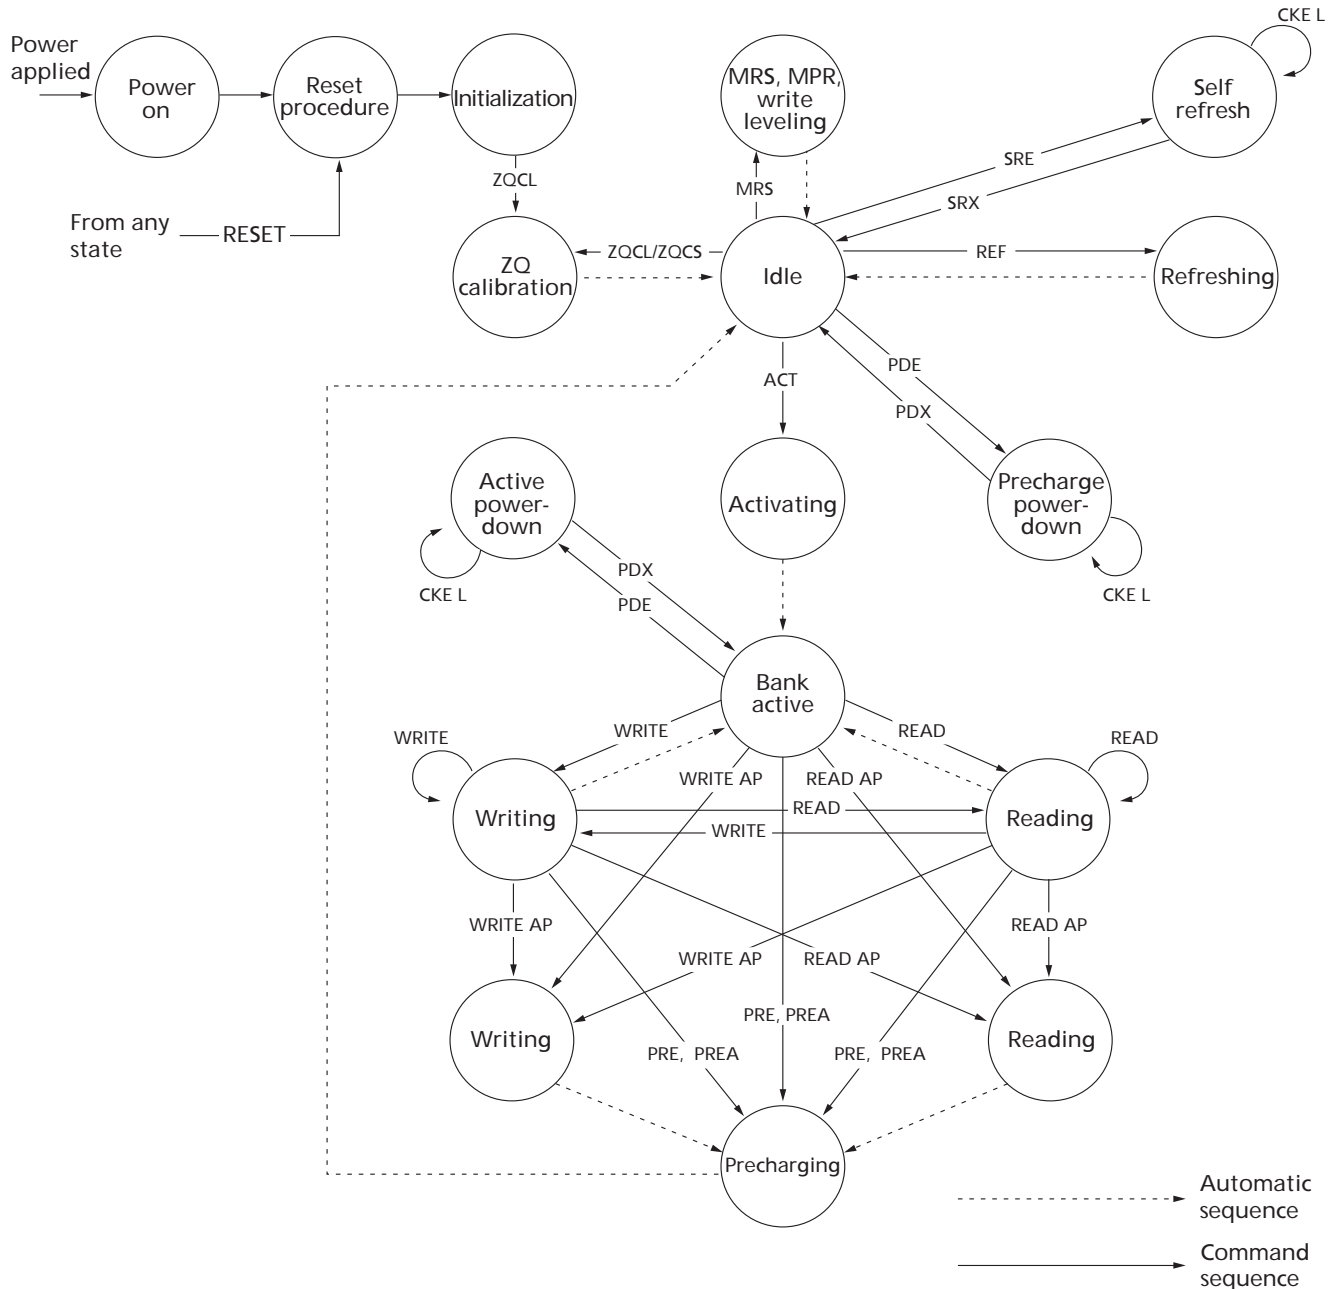 CKE L
Power
applied
Power
on
Reset
procedure
Initialization
MRS, MPR,
write
leveling
Self
refresh
ZQCL
MRS
SRE
SRX
From any
state
RESET
ZQ
calibration
ZQCL/ZQCS
Idle
REF
Refreshing
PDE
ACT
PDX
Active
power-
down
Activating
Precharge
power-
down
PDX
CKE L
PDE
CKE L
Bank
active
WRITE
WRITE
READ
READ
WRITE AP
READ AP
Writing
READ
Reading
WRITE
WRITE AP
READ AP
WRITE AP
READ AP
PRE, PREA
Writing
Reading
PRE, PREA
PRE, PREA
Precharging
Automatic
sequence
Command
sequence